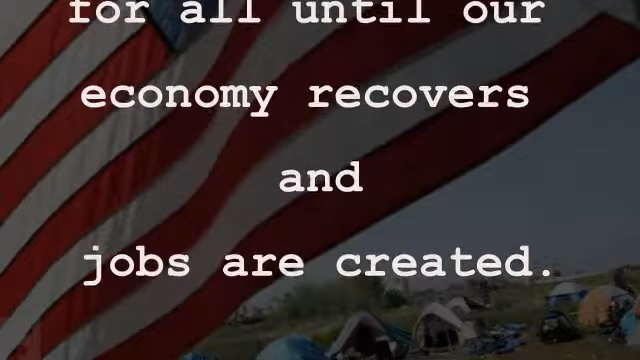 for all until our
economy recovers
and
jobs are created.